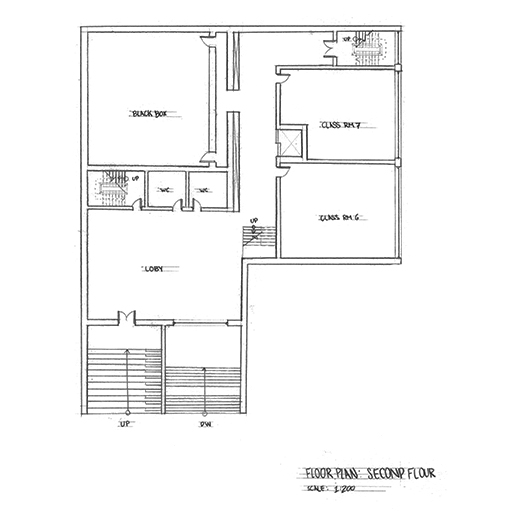 UP
BLACK BOX
CLASS RM.7
UP
WC
WC
CLASS RM.6
UP
LOBY
UP
DW
FLOOR PLAN: SECOND FLOUR
SCALE: 1:200